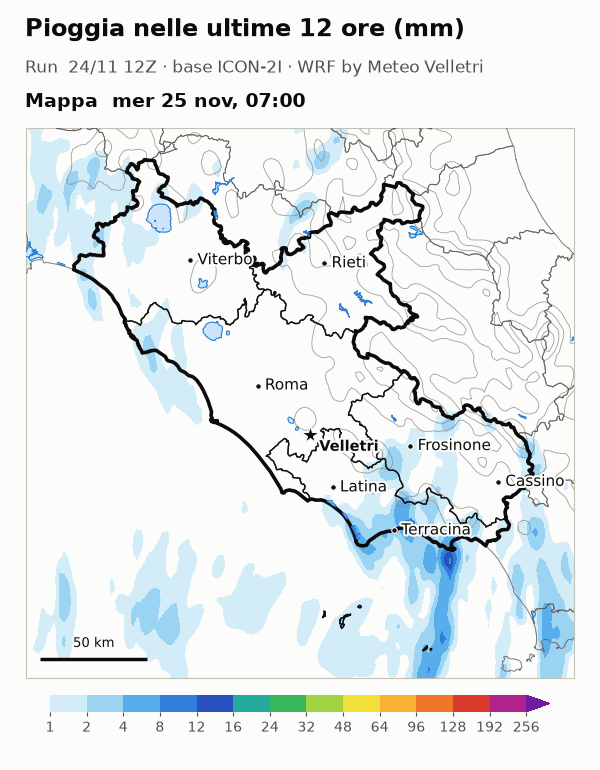 Pioggia nelle ultime 12 ore (mm)
Run  24/11 12Z · base ICON-2I · WRF by Meteo Velletri
Mappa  mer 25 nov, 07:00
Viterbo
Rieti
Roma
Velletri
Frosinone
Latina
Cassino
Terracina
50 km
1 2 4 8 12 16 24 32 48 64 96 128 192 256